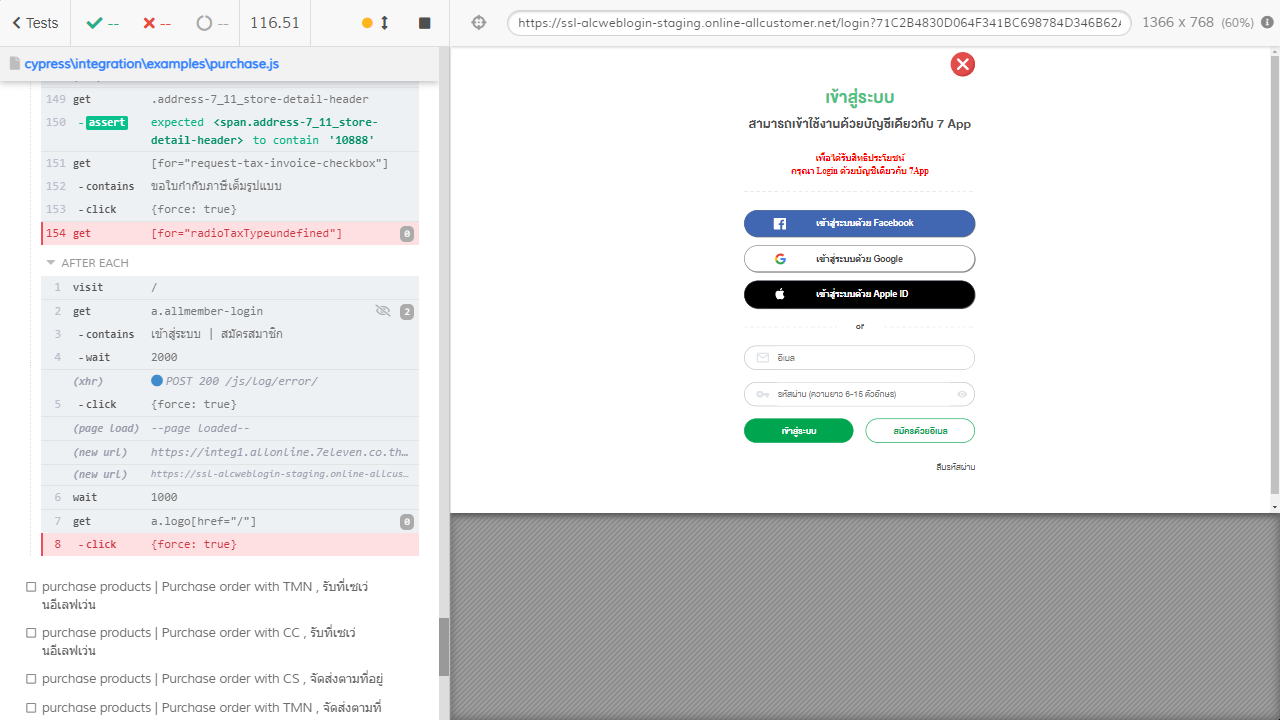 Tests
--
--
--
116.51
https://ssl-alcweblogin-staging.online-allcustomer.net/login?71C2B4830D064F341BC698784D346B62
1366 x 768 (60%)
cypress\integration\examples\purchase.js
149 get .address-7_11_store-detail-header
150 -assert expected <span.address-7_11_store-
detail-header> to contain '10888'
151 get [for="request-tax-invoice-checkbox"]
152 -contains ขอใบกำกับภาษีเต็มรูปแบบ
153 -click {force: true}
154 get [for="radioTaxTypeundefined"] 0
AFTER EACH
1 visit /
2 get a.allmember-login 2
3 -contains เข้าสู่ระบบ | สมัครสมาชิก
4 -wait 2000
(xhr) POST 200 /js/log/error/
5 -click {force: true}
(page load) --page loaded--
(new url) https://integ1.allonline.7eleven.co.th…
(new url) https://ssl-alcweblogin-staging.online-allcus…
6 wait 1000
7 get a.logo[href="/"] 0
8 -click {force: true}
purchase products | Purchase order with TMN , รับที่เซเว่
นอีเลฟเว่น
purchase products | Purchase order with CC , รับที่เซเว่
นอีเลฟเว่น
purchase products | Purchase order with CS , จัดส่งตามที่อยู่
purchase products | Purchase order with TMN , จัดส่งตามที่
เข้าสู่ระบบ
สามารถเข้าใช้งานด้วยบัญชีเดียวกับ 7 App
เพื่อได้รับสิทธิประโยชน์
กรุณา Login ด้วยบัญชีเดียวกับ 7App
เข้าสู่ระบบด้วย Facebook
เข้าสู่ระบบด้วย Google
เข้าสู่ระบบด้วย Apple ID
or
อีเมล
รหัสผ่าน (ความยาว 6-15 ตัวอักษร)
เข้าสู่ระบบ
สมัครด้วยอีเมล
ลืมรหัสผ่าน